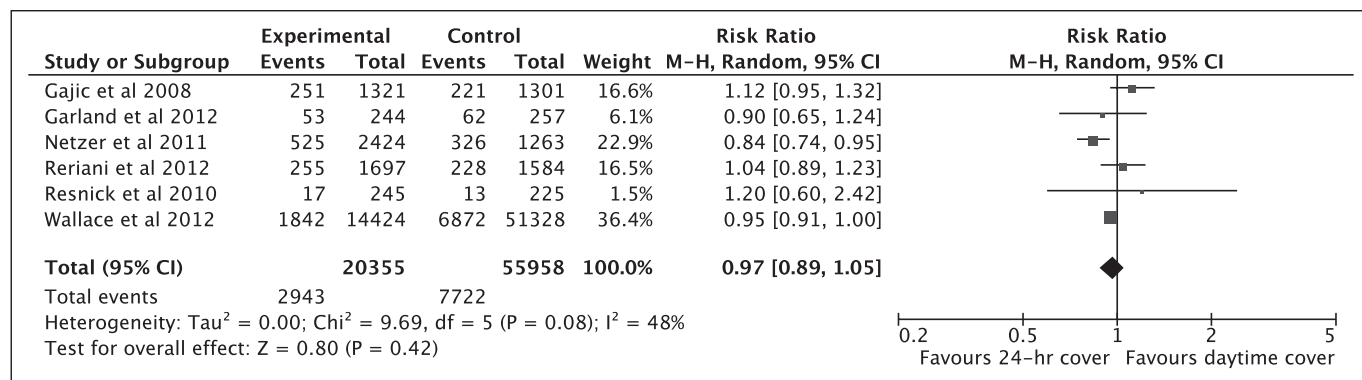 Experimental Control Risk Ratio Risk Ratio
Study or Subgroup Events Total Events Total Weight M-H, Random, 95% CI M-H, Random, 95% CI
Gajic et al 2008 251 1321 221 1301 16.6% 1.12 [0.95, 1.32]
Garland et al 2012 53 244 62 257 6.1% 0.90 [0.65, 1.24]
Netzer et al 2011 525 2424 326 1263 22.9% 0.84 [0.74, 0.95]
Reriani et al 2012 255 1697 228 1584 16.5% 1.04 [0.89, 1.23]
Resnick et al 2010 17 245 13 225 1.5% 1.20 [0.60, 2.42]
Wallace et al 2012 1842 14424 6872 51328 36.4% 0.95 [0.91, 1.00]
Total (95% CI) 20355 55958 100.0% 0.97 [0.89, 1.05]
Total events 2943 7722
Heterogeneity: Tau² = 0.00; Chi² = 9.69, df = 5 (P = 0.08); I² = 48%
Test for overall effect: Z = 0.80 (P = 0.42)
0.2 0.5 1 2 5
Favours 24-hr cover Favours daytime cover